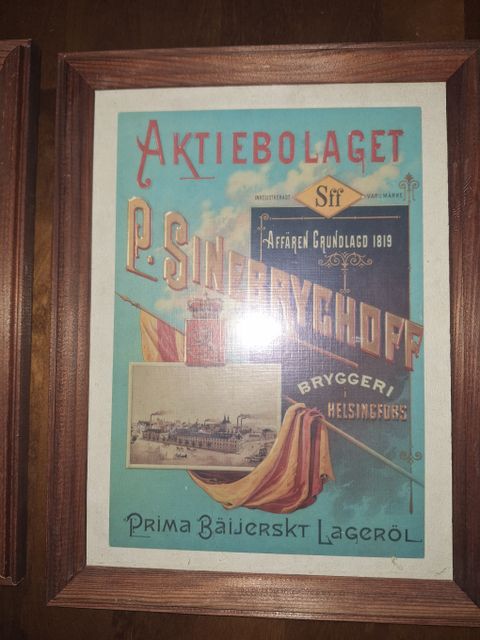 AKTIEBOLAGET
INREGISTRERADT Sff VARUMÄRKE
AFFÄREN GRUNDLAGD 1819
P. SINEBRYCHOFF
BRYGGERI
I
HELSINGFORS
PRIMA BÄIJERSKT LAGERÖL